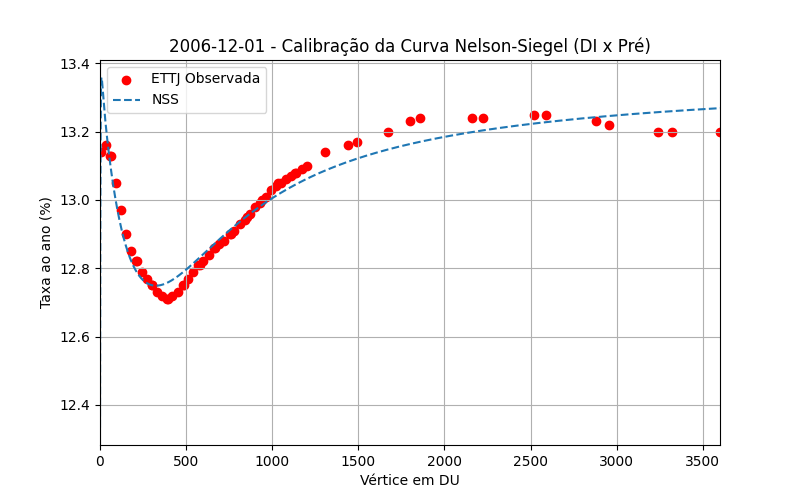 2006-12-01 - Calibração da Curva Nelson-Siegel (DI x Pré)
13.4
13.2
13.0
12.8
12.6
12.4
Taxa ao ano (%)
ETTJ Observada
NSS
0 500 1000 1500 2000 2500 3000 3500
Vértice em DU